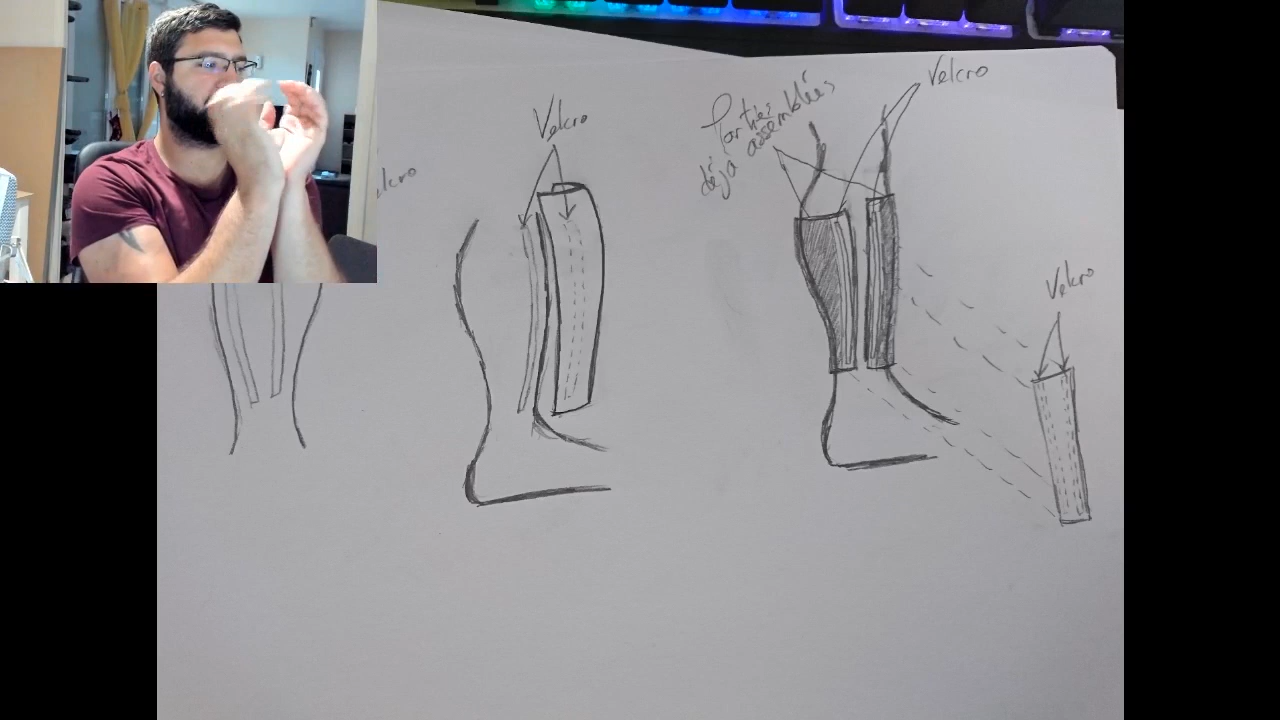 Velcro
Velcro
Parties
déjà assemblées
Velcro